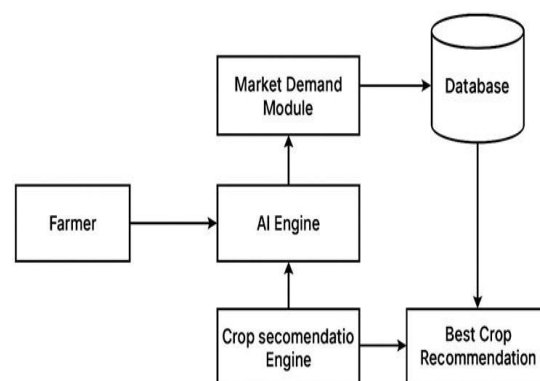 Market Demand
Module
Database
Farmer
AI Engine
Crop secomendatio
Engine
Best Crop
Recommendation